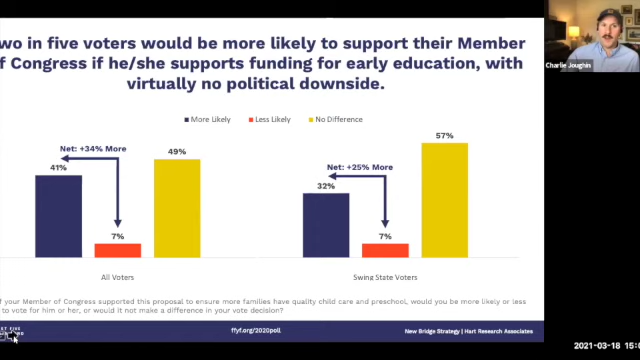 wo in five voters would be more likely to support their Member
f Congress if he/she supports funding for early education, with
virtually no political downside.
More Likely Less Likely No Difference
57%
Net: +34% More
49%
Net: +25% More
41%
32%
7%
7%
All Voters
Swing State Voters
f your Member of Congress supported this proposal to ensure more families have quality child care and preschool, would you be more likely or less
to vote for him or her, or would it not make a difference in your vote decision?
ffyf.org/2020poll
New Bridge Strategy | Hart Research Associates
Charlie Joughin
2021-03-18 15:0